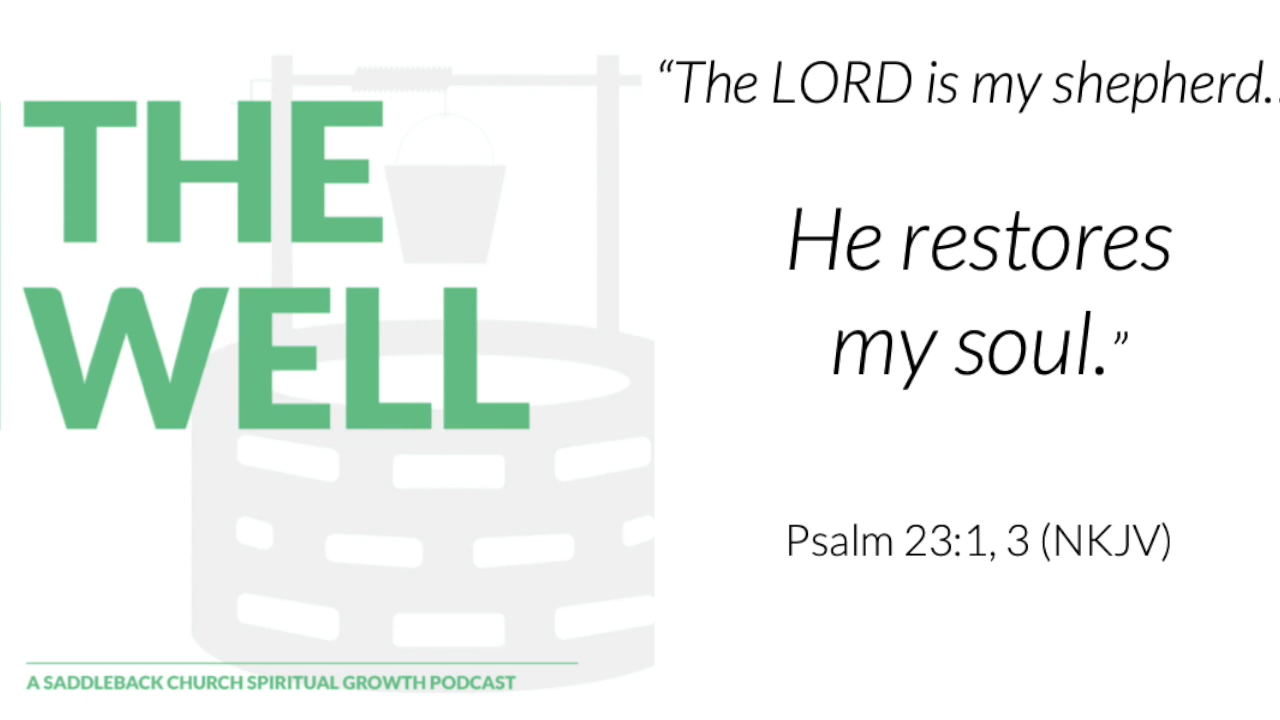 THE
WELL
A SADDLEBACK CHURCH SPIRITUAL GROWTH PODCAST
“The LORD is my shepherd..
He restores
my soul.”
Psalm 23:1, 3 (NKJV)